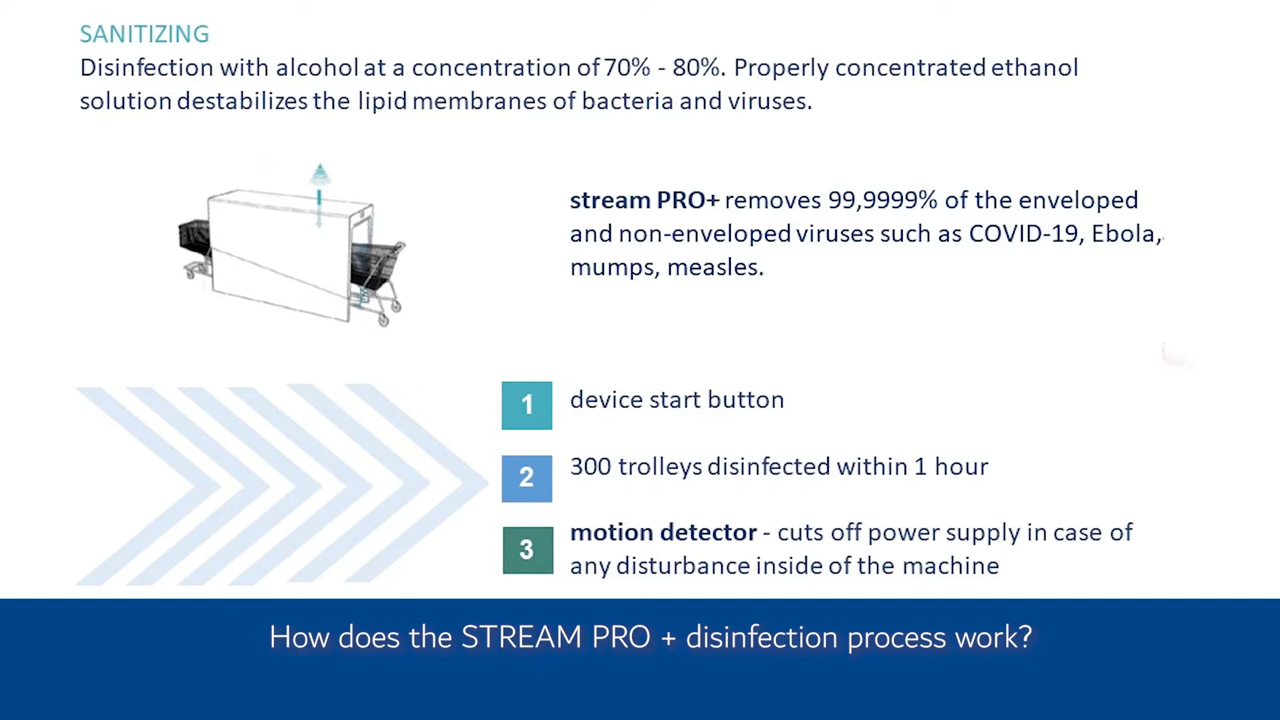 SANITIZING
Disinfection with alcohol at a concentration of 70% - 80%. Properly concentrated ethanol
solution destabilizes the lipid membranes of bacteria and viruses.
stream PRO+ removes 99,9999% of the enveloped
and non-enveloped viruses such as COVID-19, Ebola,
mumps, measles.
1 device start button
2 300 trolleys disinfected within 1 hour
3 motion detector - cuts off power supply in case of
any disturbance inside of the machine
How does the STREAM PRO + disinfection process work?